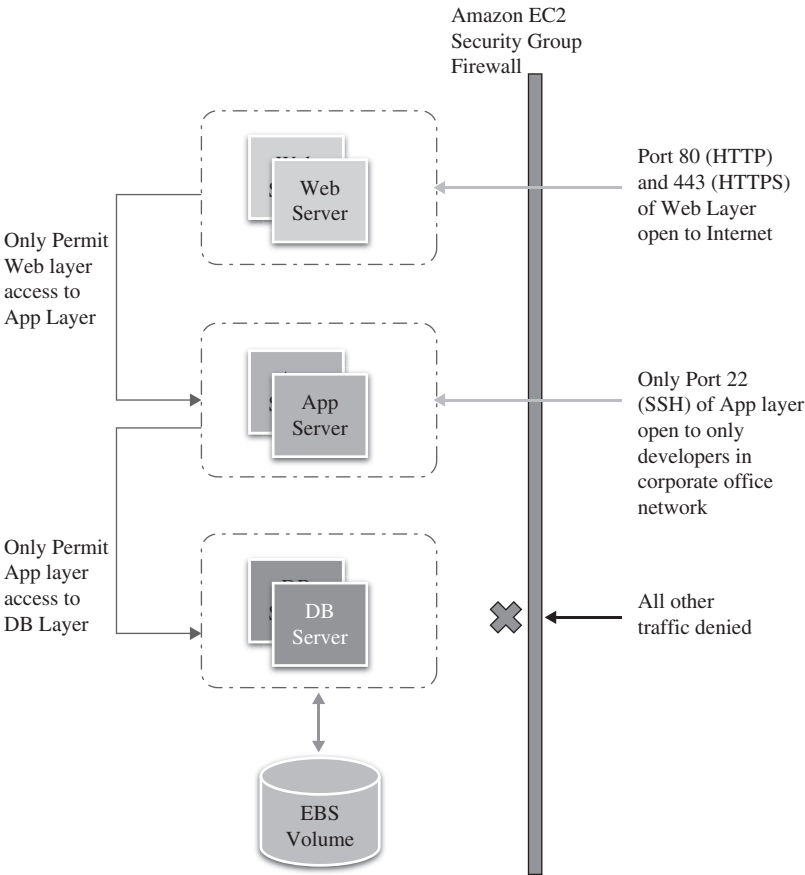 Amazon EC2
Security Group
Firewall
Web
Server
Port 80 (HTTP)
and 443 (HTTPS)
of Web Layer
open to Internet
Only Permit
Web layer
access to
App Layer
App
Server
Only Port 22
(SSH) of App layer
open to only
developers in
corporate office
network
Only Permit
App layer
access to
DB Layer
DB
Server
All other
traffic denied
EBS
Volume